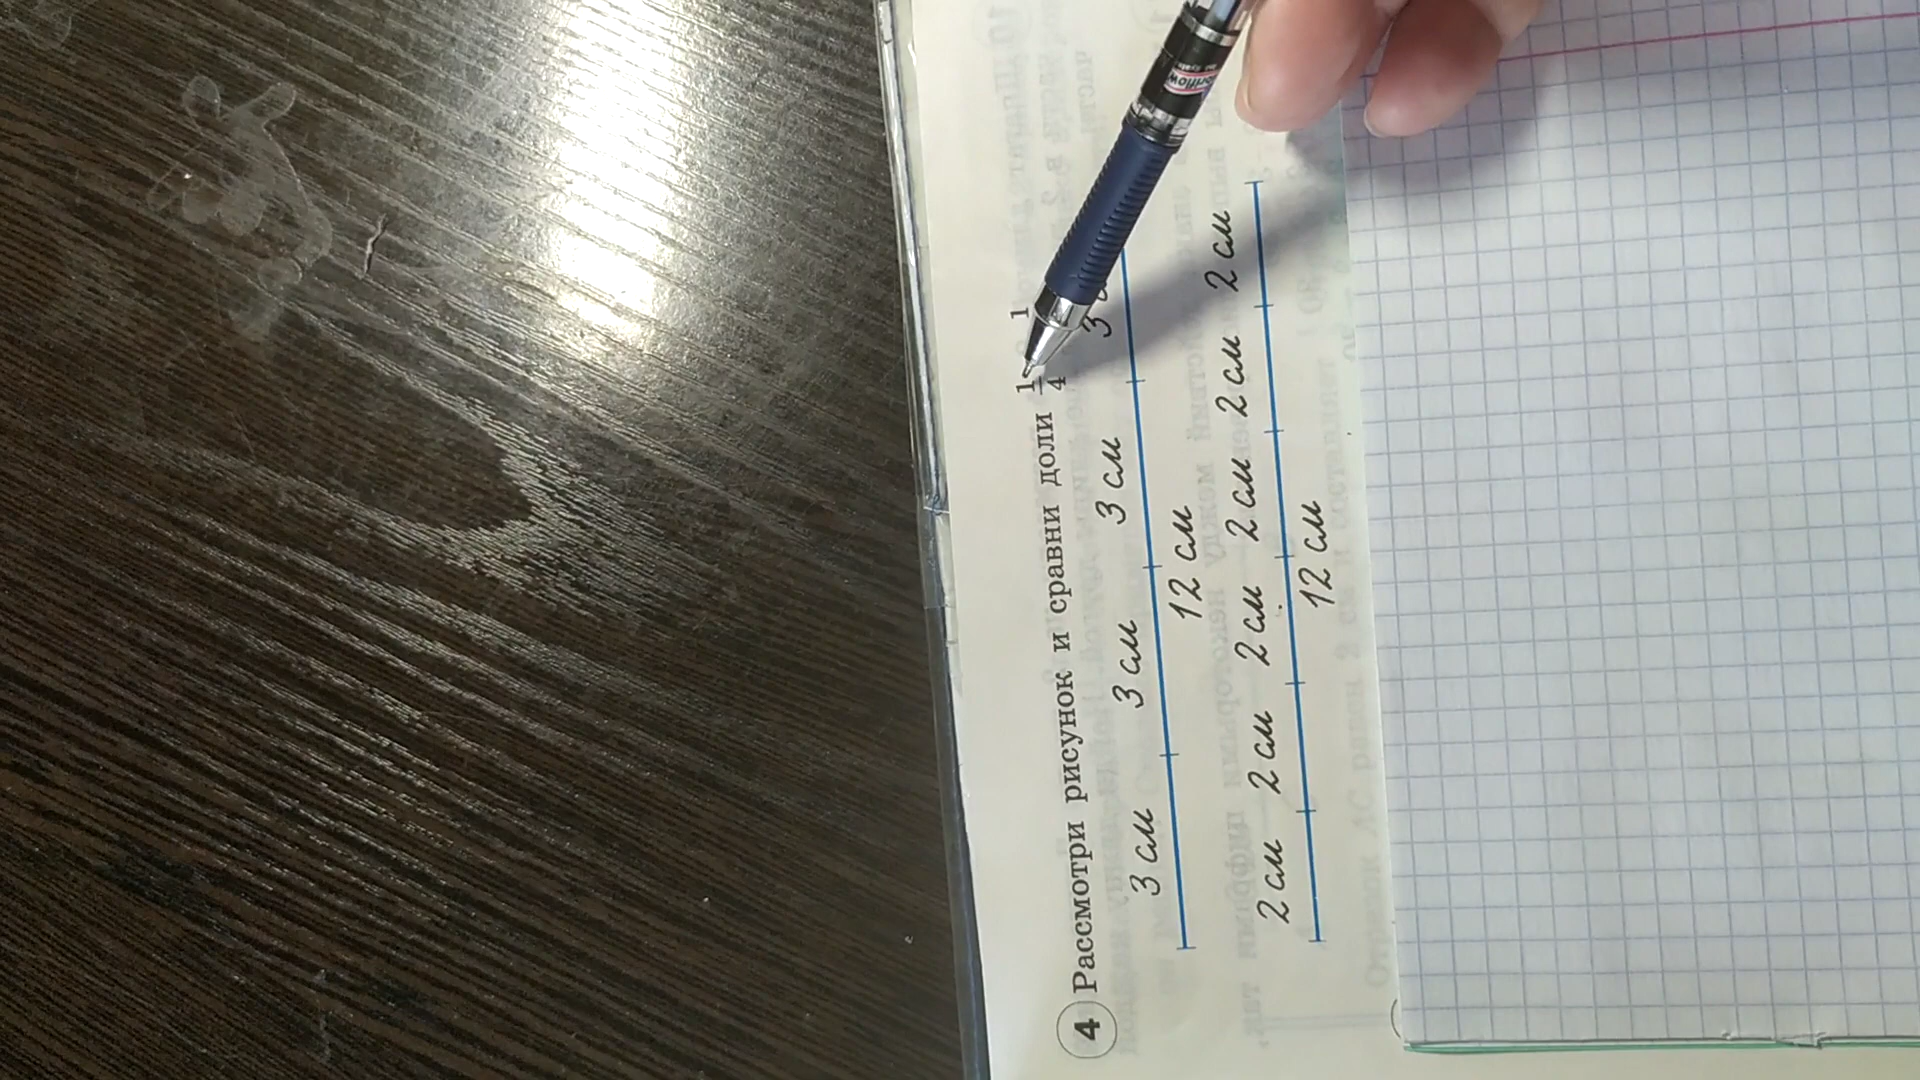 4 Рассмотри рисунок и сравни доли 1/4 1
3 см 3 см 3 см 3
12 см
2 см 2 см 2 см 2 см 2 см 2 см
12 см